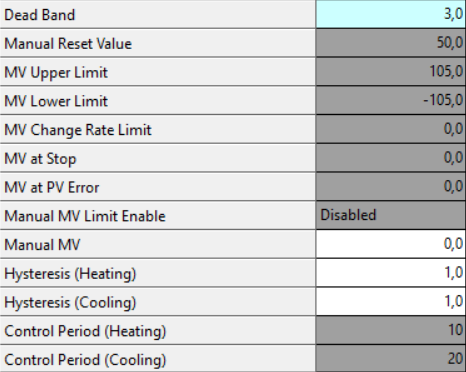 Dead Band 3,0
Manual Reset Value 50,0
MV Upper Limit 105,0
MV Lower Limit -105,0
MV Change Rate Limit 0,0
MV at Stop 0,0
MV at PV Error 0,0
Manual MV Limit Enable Disabled
Manual MV 0,0
Hysteresis (Heating) 1,0
Hysteresis (Cooling) 1,0
Control Period (Heating) 10
Control Period (Cooling) 20